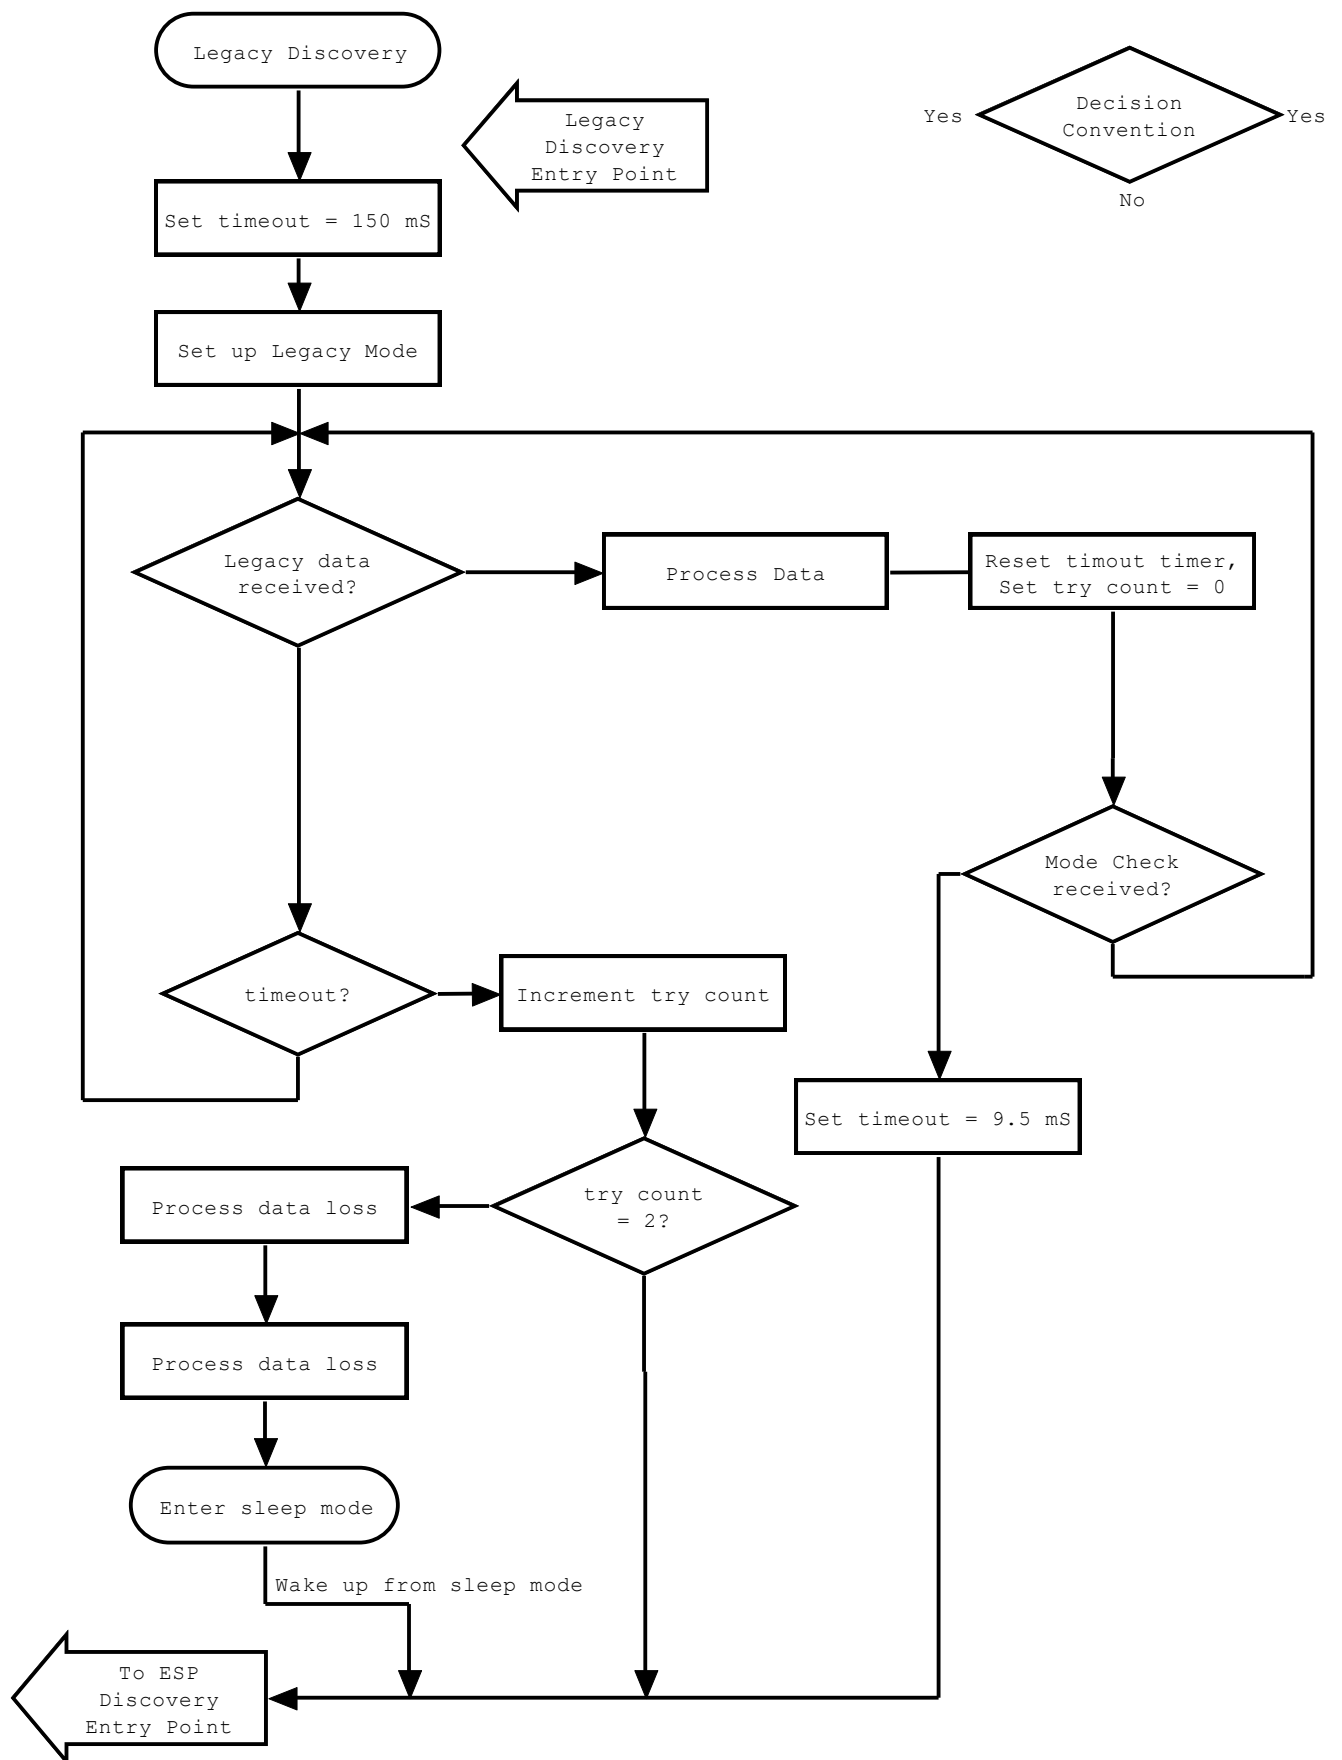 Legacy Discovery
Legacy
Discovery
Entry Point
Decision
Convention
Yes
Yes
No
Set timeout = 150 mS
Set up Legacy Mode
Legacy data
received?
Process Data
Reset timout timer,
Set try count = 0
Mode Check
received?
timeout?
Increment try count
Set timeout = 9.5 mS
try count
= 2?
Process data loss
Process data loss
Enter sleep mode
Wake up from sleep mode
To ESP
Discovery
Entry Point